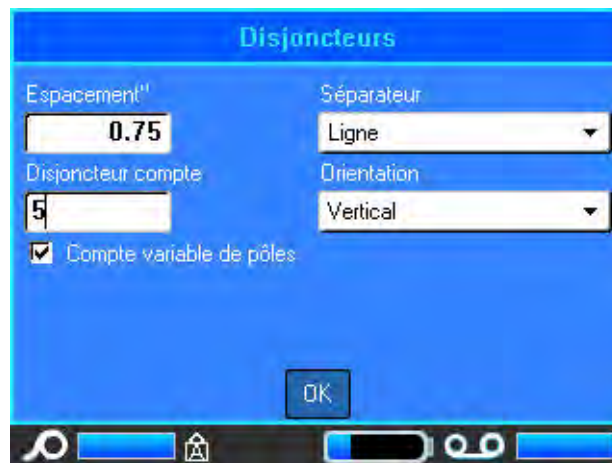 Disjoncteurs
Espacement"
Séparateur
0.75
Ligne
Disjoncteur compte
Orientation
5
Vertical
Compte variable de pôles
OK